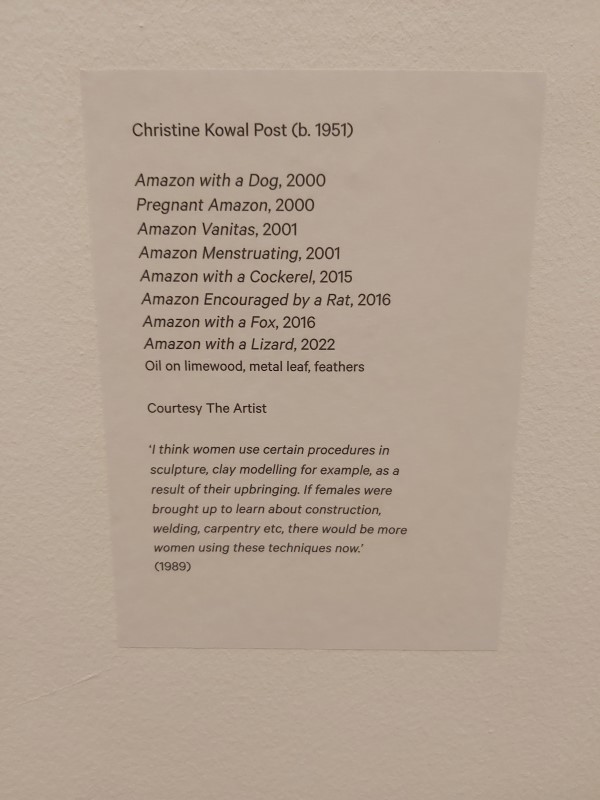 Christine Kowal Post (b. 1951)
Amazon with a Dog, 2000
Pregnant Amazon, 2000
Amazon Vanitas, 2001
Amazon Menstruating, 2001
Amazon with a Cockerel, 2015
Amazon Encouraged by a Rat, 2016
Amazon with a Fox, 2016
Amazon with a Lizard, 2022
Oil on limewood, metal leaf, feathers
Courtesy The Artist
‘I think women use certain procedures in
sculpture, clay modelling for example, as a
result of their upbringing. If females were
brought up to learn about construction,
welding, carpentry etc, there would be more
women using these techniques now.’
(1989)